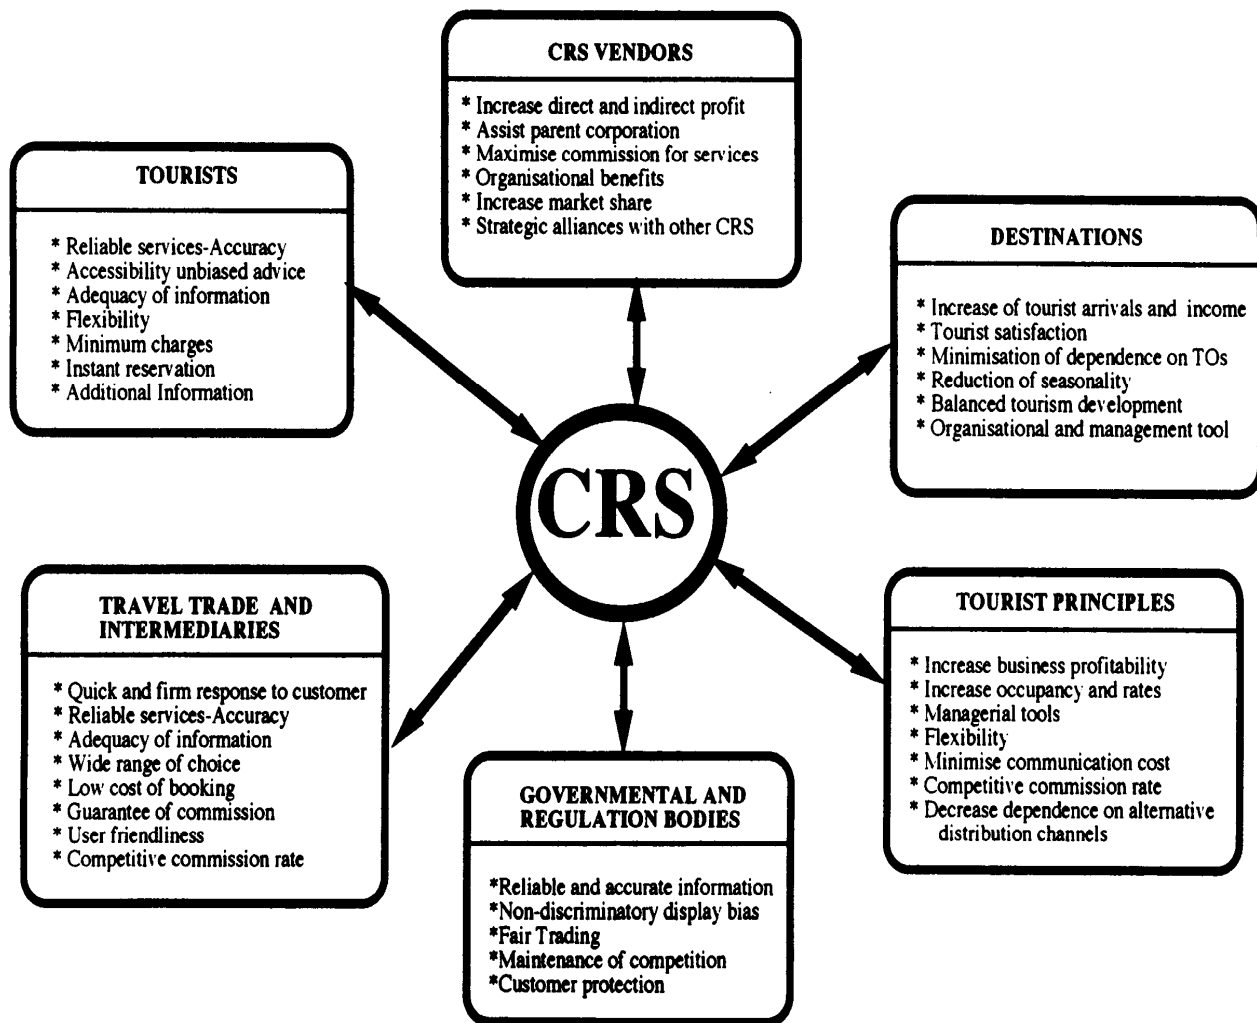 CRS VENDORS
* Increase direct and indirect profit
* Assist parent corporation
* Maximise commission for services
* Organisational benefits
* Increase market share
* Strategic alliances with other CRS
TOURISTS
* Reliable services-Accuracy
* Accessibility unbiased advice
* Adequacy of information
* Flexibility
* Minimum charges
* Instant reservation
* Additional Information
DESTINATIONS
* Increase of tourist arrivals and income
* Tourist satisfaction
* Minimisation of dependence on TOs
* Reduction of seasonality
* Balanced tourism development
* Organisational and management tool
CRS
TRAVEL TRADE AND
INTERMEDIARIES
* Quick and firm response to customer
* Reliable services-Accuracy
* Adequacy of information
* Wide range of choice
* Low cost of booking
* Guarantee of commission
* User friendliness
* Competitive commission rate
GOVERNMENTAL AND
REGULATION BODIES
*Reliable and accurate information
*Non-discriminatory display bias
*Fair Trading
*Maintenance of competition
*Customer protection
TOURIST PRINCIPLES
* Increase business profitability
* Increase occupancy and rates
* Managerial tools
* Flexibility
* Minimise communication cost
* Competitive commission rate
* Decrease dependence on alternative
distribution channels